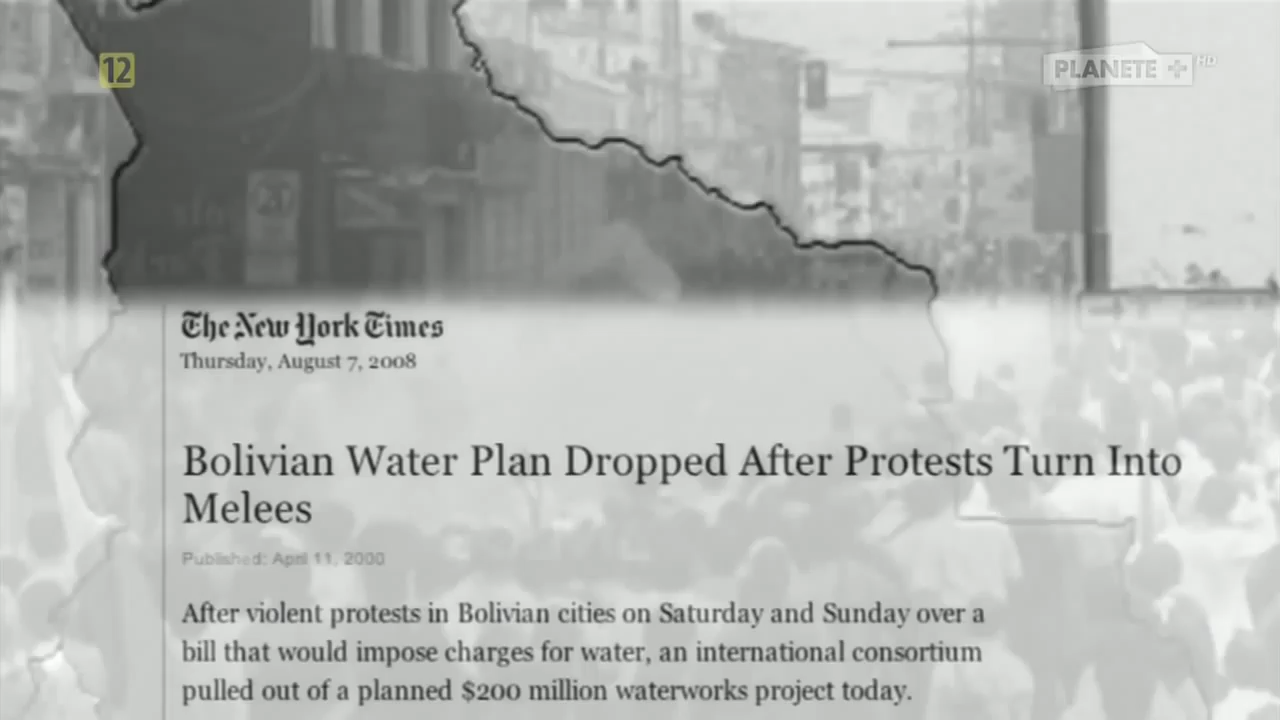 12
PLANETE + HD
27
The New York Times
Thursday, August 7, 2008
Bolivian Water Plan Dropped After Protests Turn Into
Melees
Published: April 11, 2000
After violent protests in Bolivian cities on Saturday and Sunday over a
bill that would impose charges for water, an international consortium
pulled out of a planned $200 million waterworks project today.